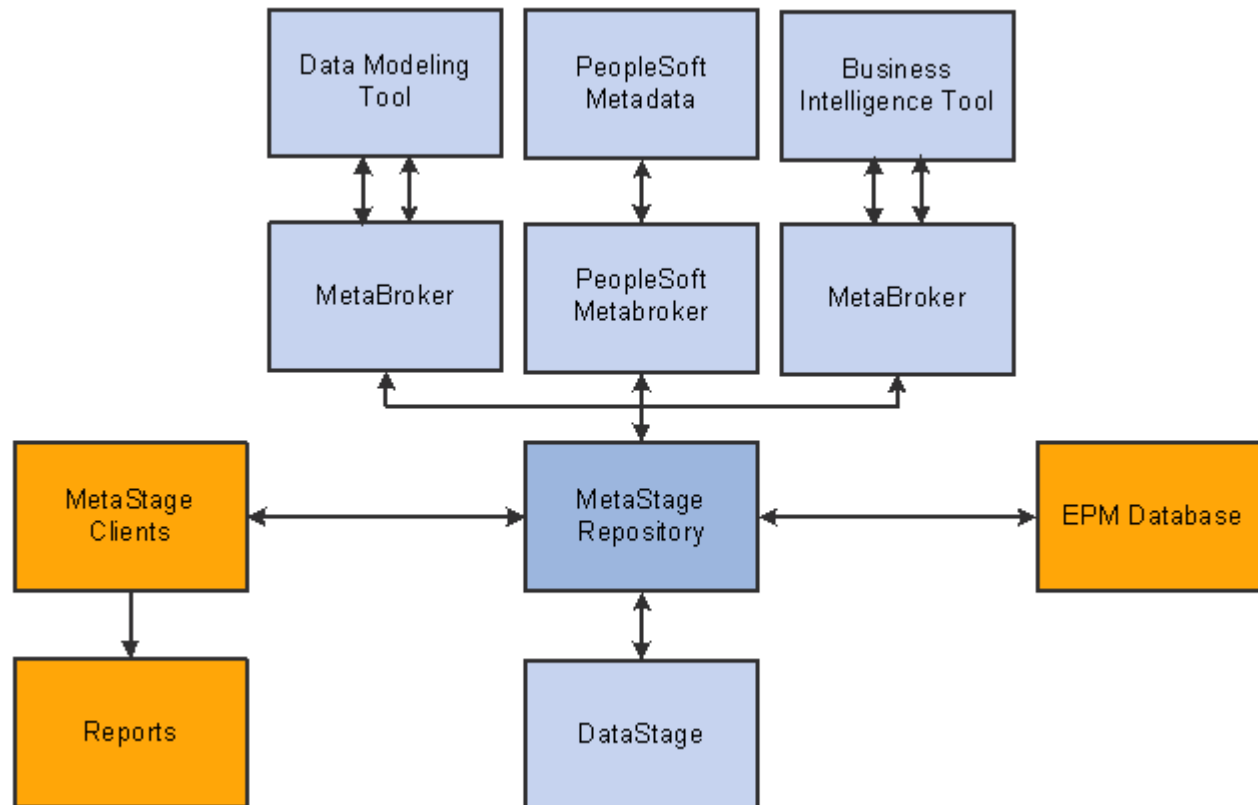 Data Modeling
Tool
PeopleSoft
Metadata
Business
Intelligence Tool
MetaBroker
PeopleSoft
Metabroker
MetaBroker
MetaStage
Clients
MetaStage
Repository
EPM Database
Reports
DataStage